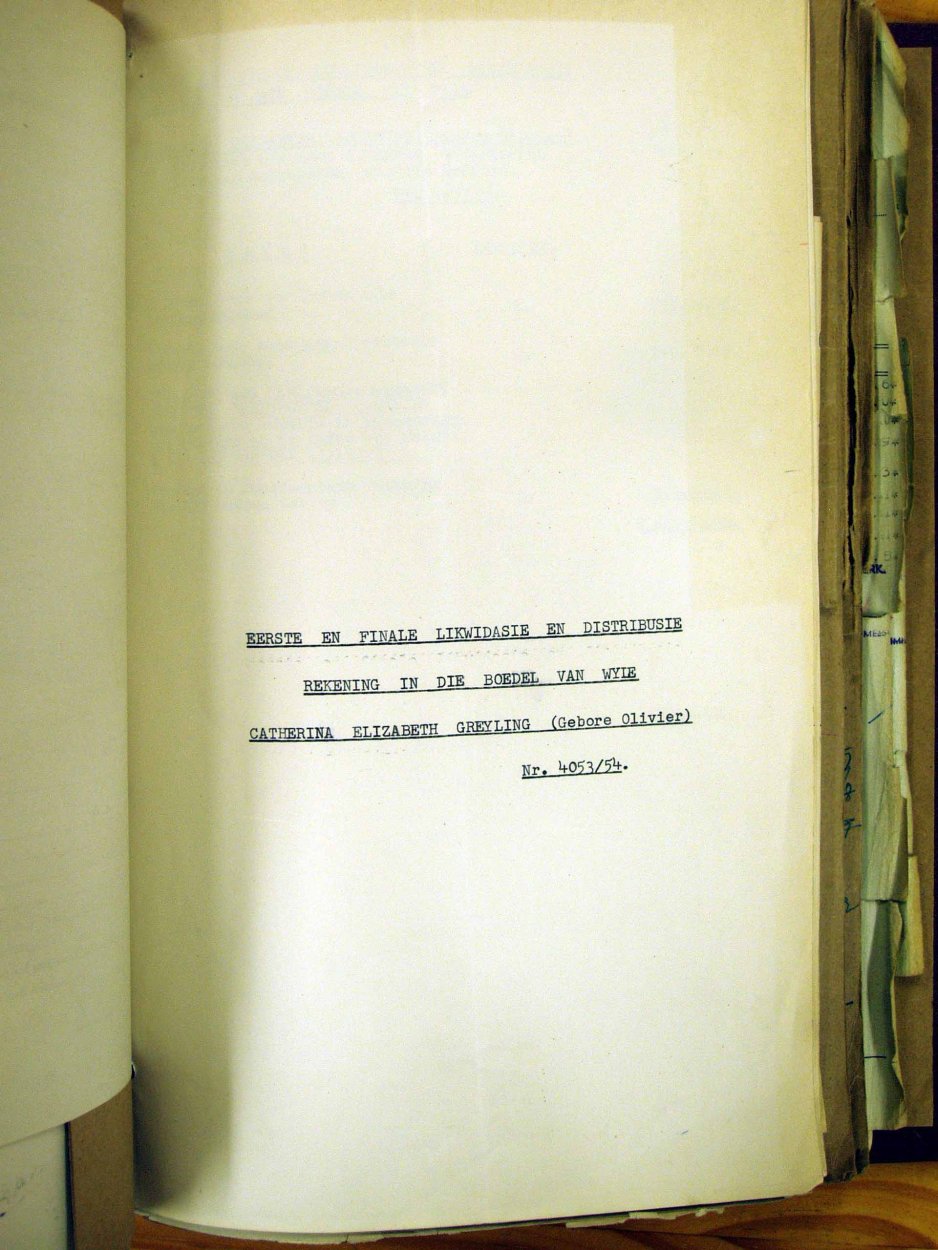 EERSTE EN FINALE LIKWIDASIE EN DISTRIBUSIE
REKENING IN DIE BOEDEL VAN WYLE
CATHERINA ELIZABETH GREYLING (Gebore Olivier)
Nr. 4053/54.